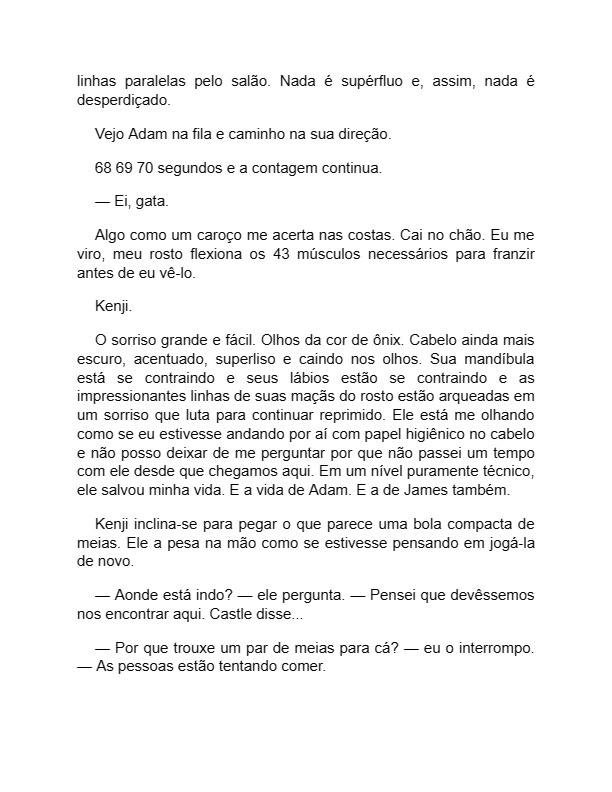 linhas paralelas pelo salão. Nada é supérfluo e, assim, nada é
desperdiçado.
Vejo Adam na fila e caminho na sua direção.
68 69 70 segundos e a contagem continua.
— Ei, gata.
Algo como um caroço me acerta nas costas. Cai no chão. Eu me
viro, meu rosto flexiona os 43 músculos necessários para franzir
antes de eu vê-lo.
Kenji.
O sorriso grande e fácil. Olhos da cor de ônix. Cabelo ainda mais
escuro, acentuado, superliso e caindo nos olhos. Sua mandíbula
está se contraindo e seus lábios estão se contraindo e as
impressionantes linhas de suas maçãs do rosto estão arqueadas em
um sorriso que luta para continuar reprimido. Ele está me olhando
como se eu estivesse andando por aí com papel higiênico no cabelo
e não posso deixar de me perguntar por que não passei um tempo
com ele desde que chegamos aqui. Em um nível puramente técnico,
ele salvou minha vida. E a vida de Adam. E a de James também.
Kenji inclina-se para pegar o que parece uma bola compacta de
meias. Ele a pesa na mão como se estivesse pensando em jogá-la
de novo.
— Aonde está indo? — ele pergunta. — Pensei que devêssemos
nos encontrar aqui. Castle disse...
— Por que trouxe um par de meias para cá? — eu o interrompo.
— As pessoas estão tentando comer.